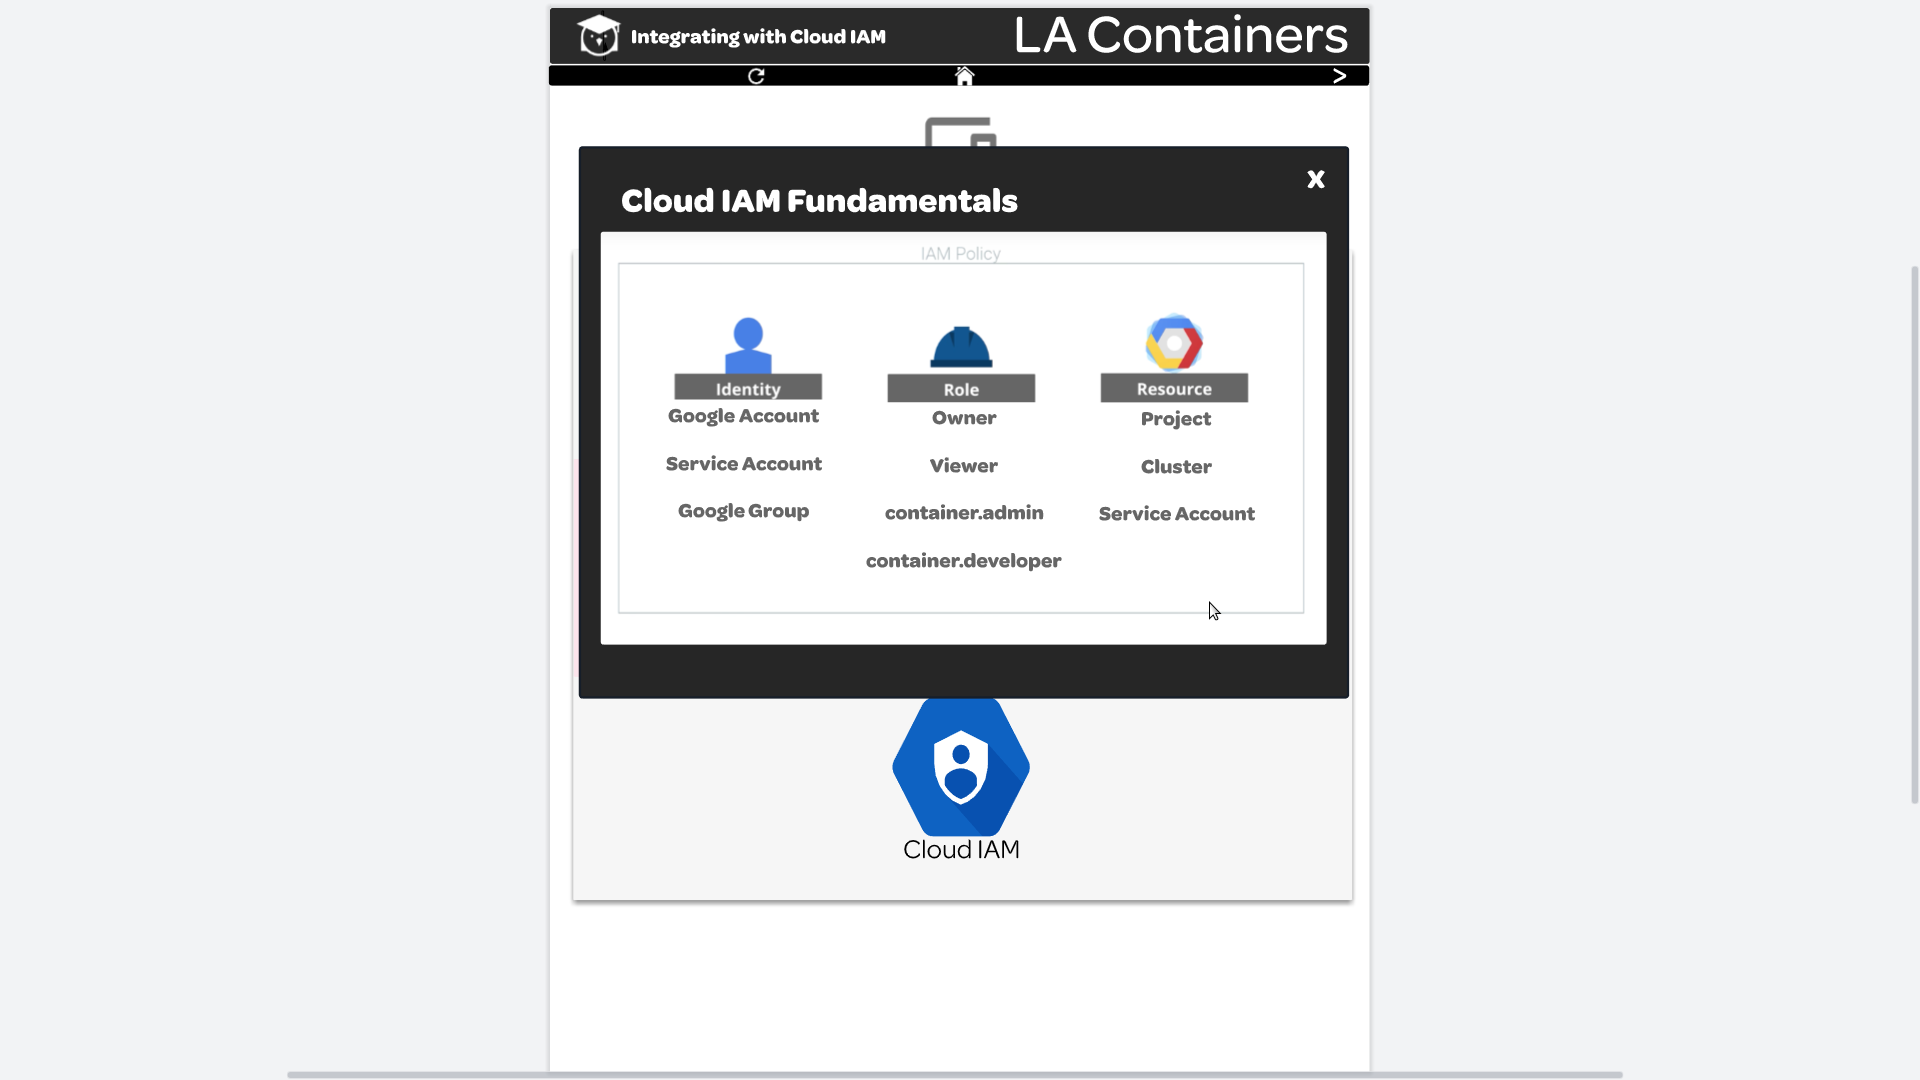 Integrating with Cloud IAM
LA Containers
>
Cloud IAM Fundamentals
X
IAM Policy
Identity
Role
Resource
Google Account
Owner
Project
Service Account
Viewer
Cluster
Google Group
container.admin
Service Account
container.developer
Cloud IAM